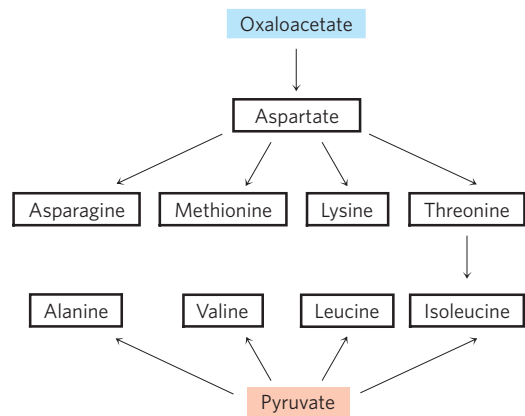 Oxaloacetate
Aspartate
Asparagine
Methionine
Lysine
Threonine
Alanine
Valine
Leucine
Isoleucine
Pyruvate